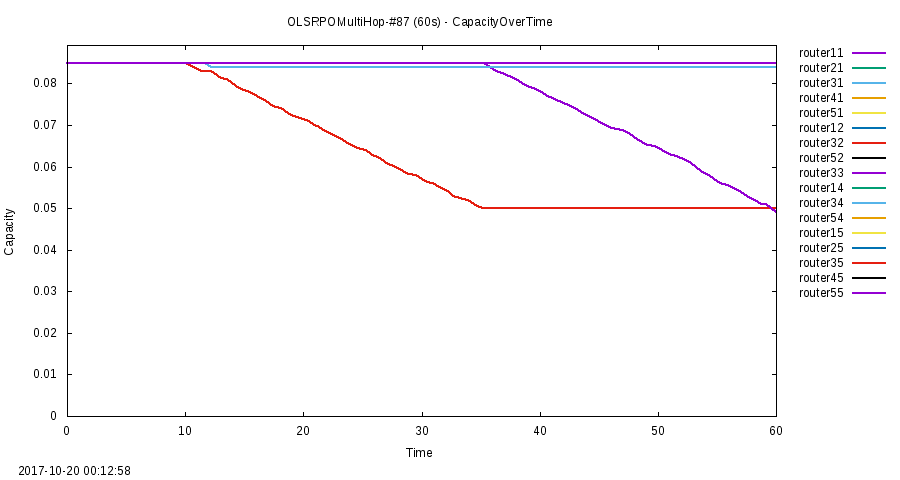 OLSRPOMultiHop-#87 (60s) - CapacityOverTime
router11
router21
router31
router41
router51
router12
router32
router52
router33
router14
router34
router54
router15
router25
router35
router45
router55
0.08
0.07
0.06
0.05
0.04
0.03
0.02
0.01
0
Capacity
0 10 20 30 40 50 60
Time
2017-10-20 00:12:58